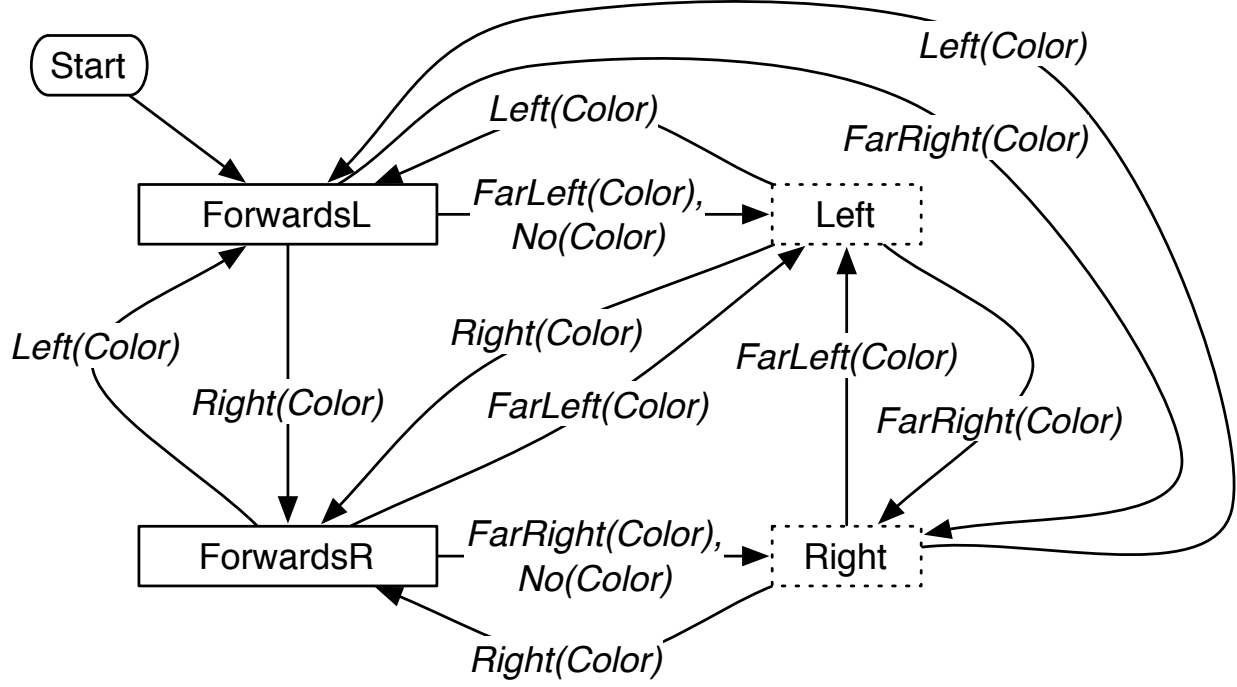 Left(Color)
Start
Left(Color)
FarRight(Color)
ForwardsL
FarLeft(Color),
No(Color)
Left
Left(Color)
Right(Color)
Right(Color)
FarLeft(Color)
FarLeft(Color)
FarRight(Color)
ForwardsR
FarRight(Color),
No(Color)
Right
Right(Color)